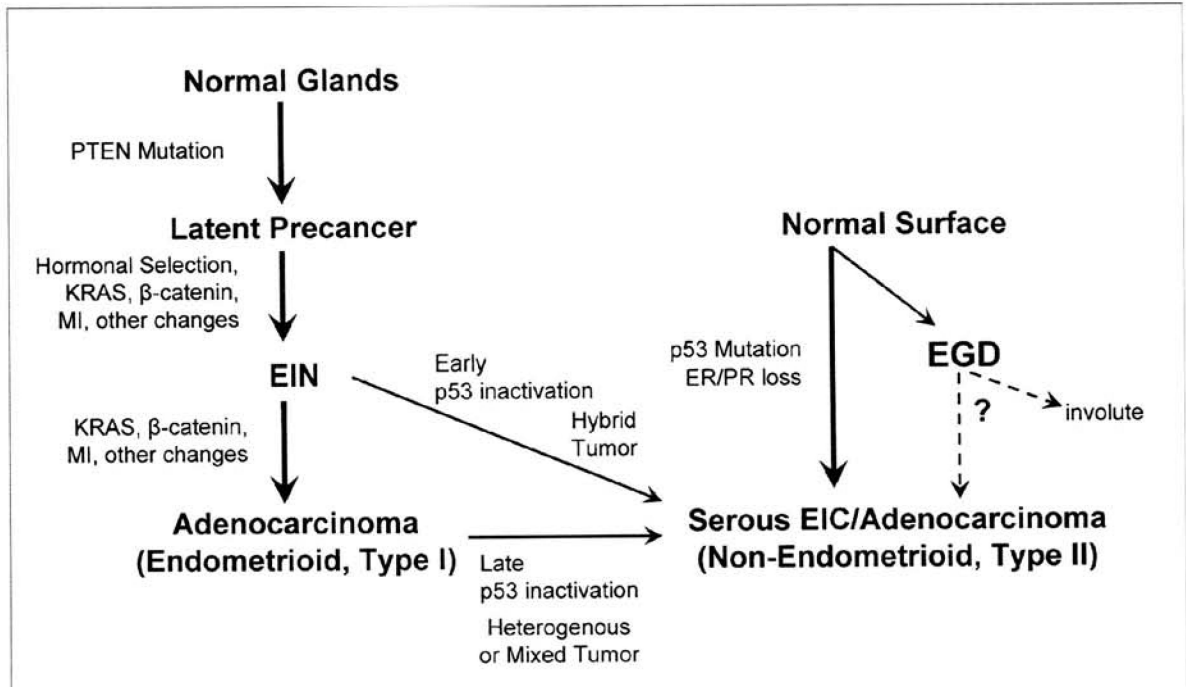 Normal Glands
PTEN Mutation
Latent Precancer
Hormonal Selection,
KRAS, β-catenin,
MI, other changes
EIN
KRAS, β-catenin,
MI, other changes
Adenocarcinoma
(Endometrioid, Type I)
Early
p53 inactivation
Hybrid
Tumor
Late
p53 inactivation
Heterogenous
or Mixed Tumor
Normal Surface
p53 Mutation
ER/PR loss
EGD
?
involute
Serous EIC/Adenocarcinoma
(Non-Endometrioid, Type II)